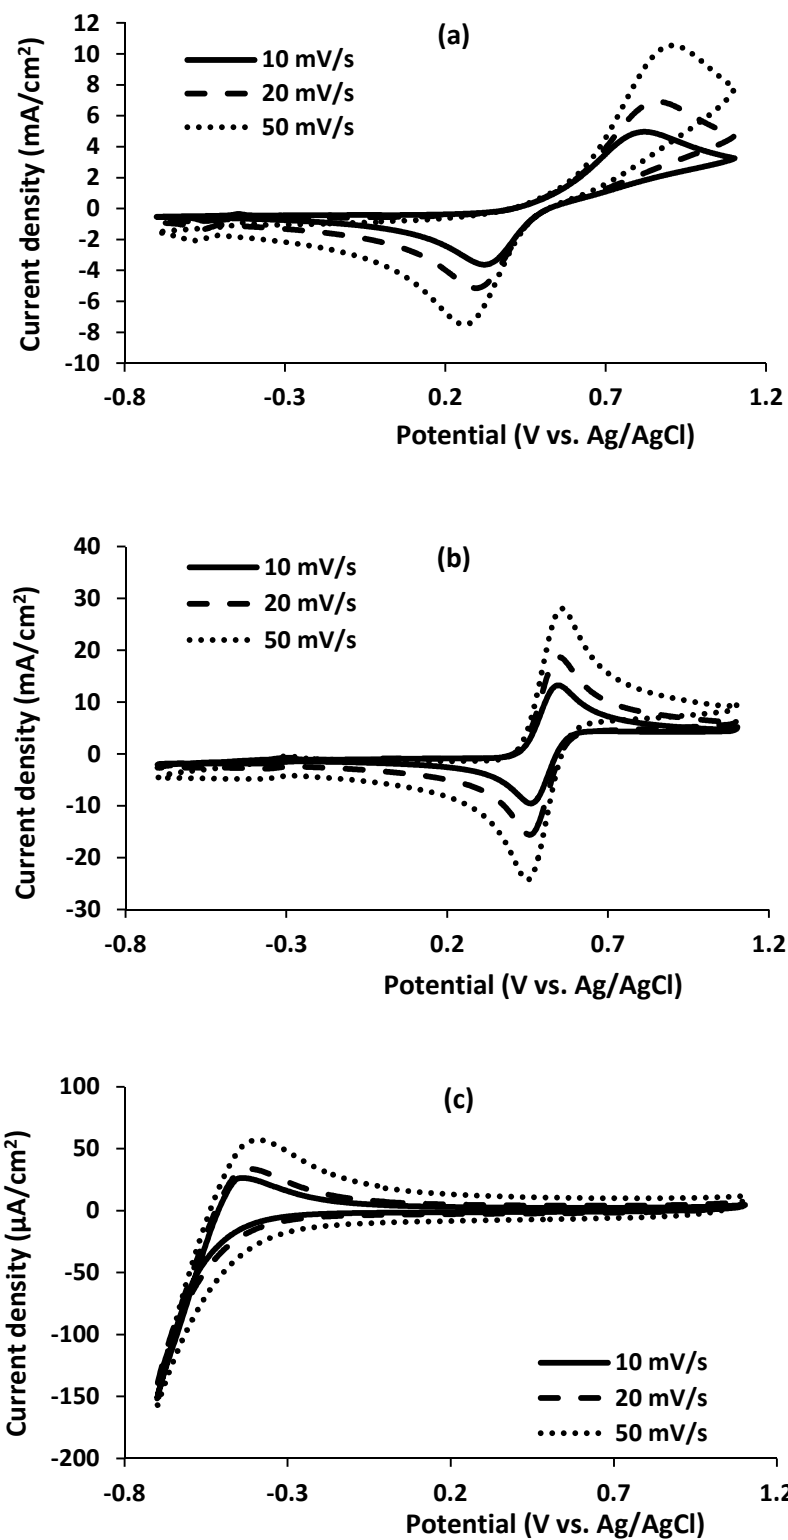 (a)
10 mV/s
20 mV/s
50 mV/s
12
10
8
6
4
2
0
-2
-4
-6
-8
-10
Current density (mA/cm²)
-0.8 -0.3 0.2 0.7 1.2
Potential (V vs. Ag/AgCl)
(b)
10 mV/s
20 mV/s
50 mV/s
40
30
20
10
0
-10
-20
-30
Current density (mA/cm²)
-0.8 -0.3 0.2 0.7 1.2
Potential (V vs. Ag/AgCl)
(c)
100
50
0
-50
-100
-150
-200
Current density (µA/cm²)
10 mV/s
20 mV/s
50 mV/s
-0.8 -0.3 0.2 0.7 1.2
Potential (V vs. Ag/AgCl)